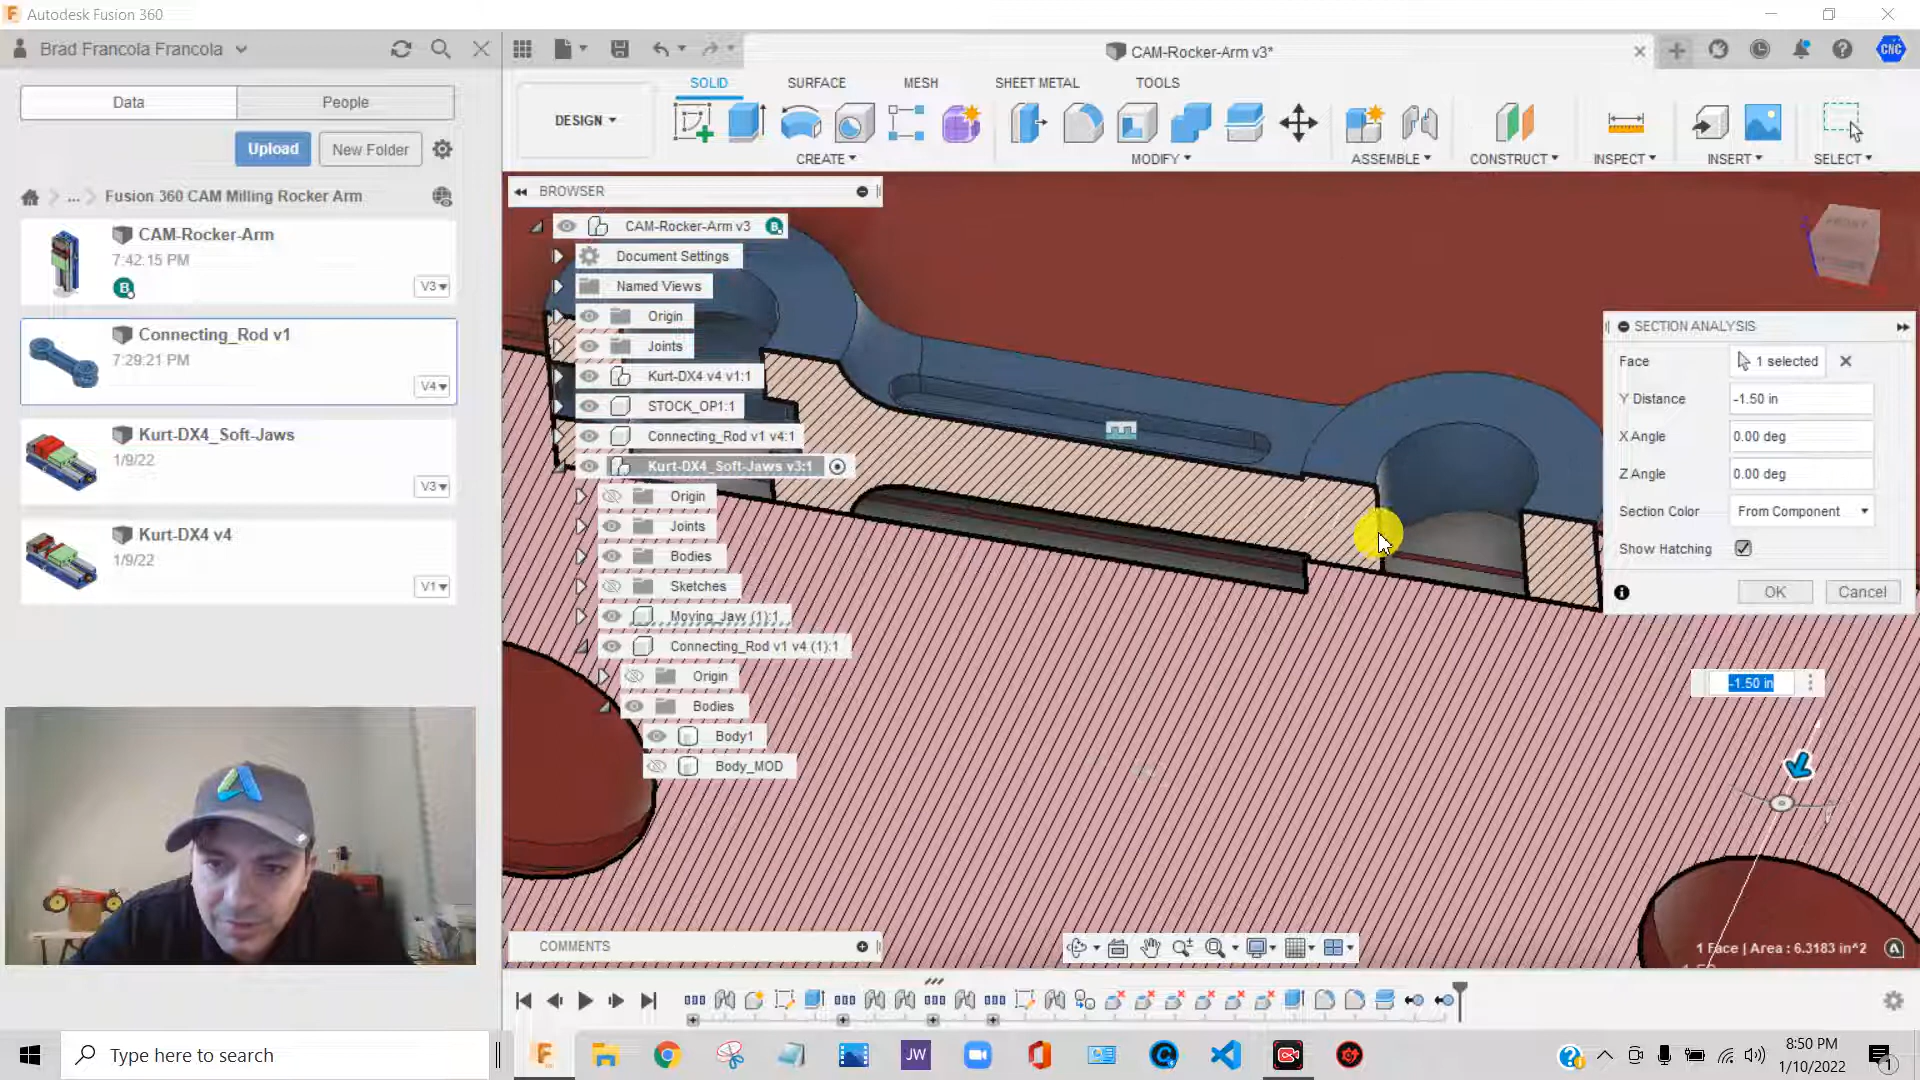 Autodesk Fusion 360
Brad Francola Francola
CAM-Rocker-Arm v3*
CNC
Data
People
Upload
New Folder
... Fusion 360 CAM Milling Rocker Arm
CAM-Rocker-Arm
7:42:15 PM
B
V3
Connecting_Rod v1
7:29:21 PM
V4
Kurt-DX4_Soft-Jaws
1/9/22
V3
Kurt-DX4 v4
1/9/22
V1
SOLID
SURFACE
MESH
SHEET METAL
TOOLS
DESIGN
CREATE
MODIFY
ASSEMBLE
CONSTRUCT
INSPECT
INSERT
SELECT
BROWSER
CAM-Rocker-Arm v3
Document Settings
Named Views
Origin
Joints
Kurt-DX4 v4 v1:1
STOCK_OP1:1
Connecting_Rod v1 v4:1
Kurt-DX4_Soft-Jaws v3:1
Origin
Joints
Bodies
Sketches
Moving_Jaw (1):1
Connecting_Rod v1 v4 (1):1
Origin
Bodies
Body1
Body_MOD
FRONT
SECTION ANALYSIS
Face
1 selected
Y Distance
-1.50 in
X Angle
0.00 deg
Z Angle
0.00 deg
Section Color
From Component
Show Hatching
OK
Cancel
-1.50 in
COMMENTS
1 Face | Area : 6.3183 in^2
Type here to search
JW
8:50 PM
1/10/2022
1